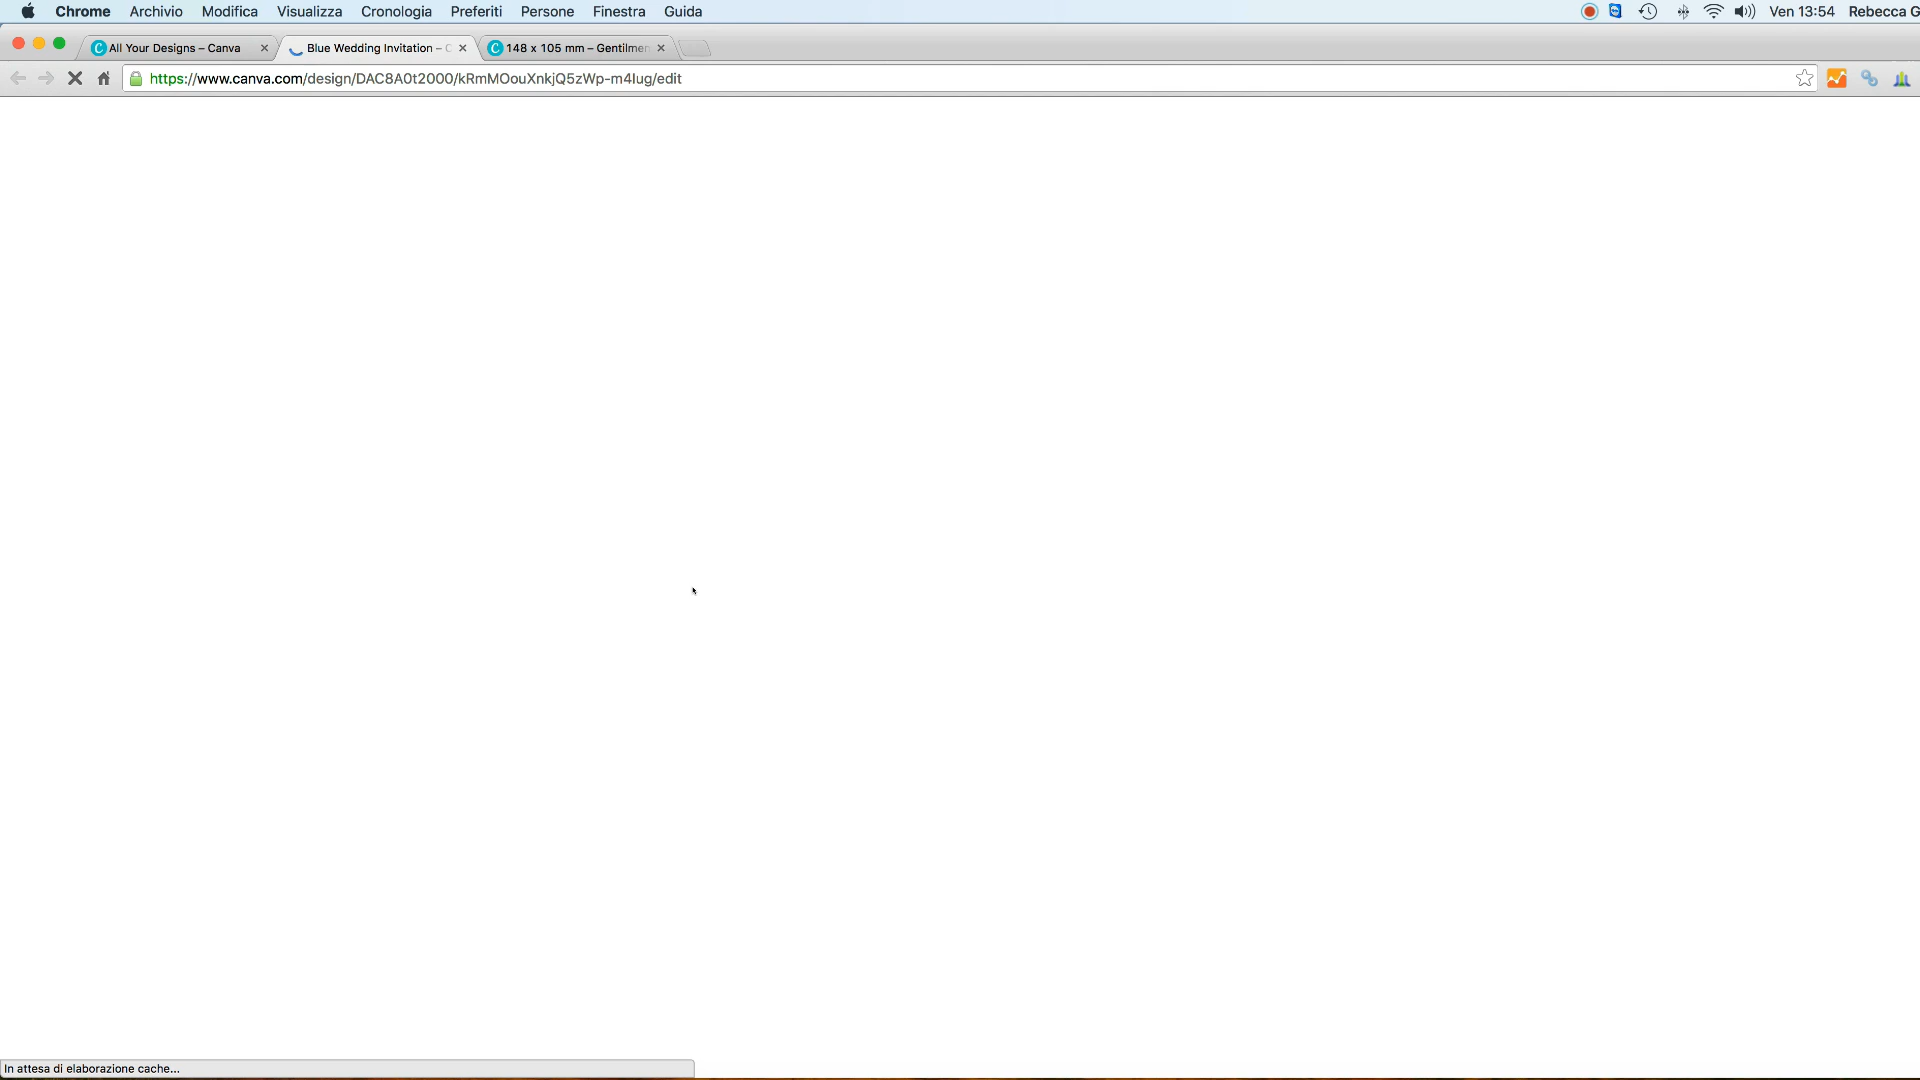 Chrome Archivio Modifica Visualizza Cronologia Preferiti Persone Finestra Guida Ven 13:54 Rebecca G
All Your Designs – Canva Blue Wedding Invitation – C 148 x 105 mm – Gentilmen
https://www.canva.com/design/DAC8A0t2000/kRmMOouXnkjQ5zWp-m4Iug/edit
In attesa di elaborazione cache...